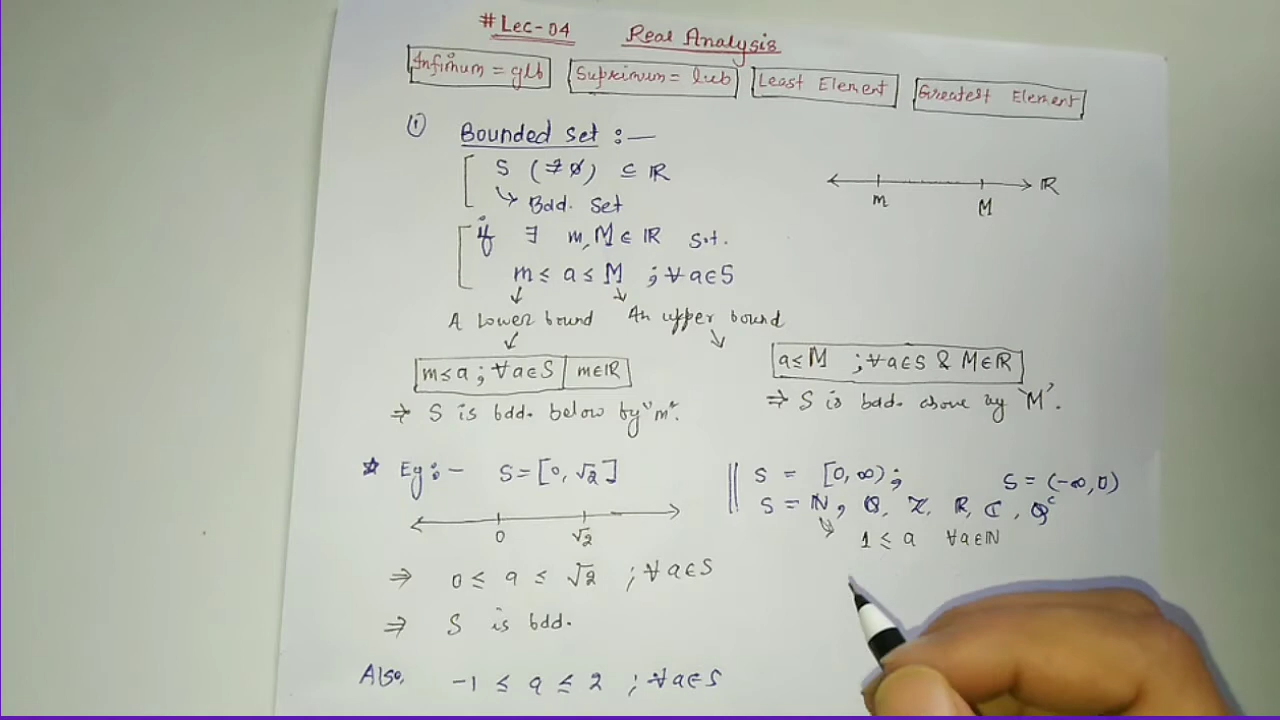 #Lec-04 Real Analysis
Infimum = glb Suprimum = lub Least Element Greatest Element
① Bounded Set :—
S (≠ ∅) ⊆ ℝ
↳ Bdd. Set
if ∃ m, M ∈ ℝ s.t.
m ≤ a ≤ M ; ∀ a∈S
A Lower bound An upper bound
m ≤ a ; ∀ a∈S m∈ℝ
⇒ S is bdd. below by "m".
ℝ
m M
a ≤ M ; ∀ a∈S & M∈ℝ
⇒ S is bdd. above by 'M'.
☆ Eg:- S = [0, √2]
0 √2
⇒ 0 ≤ a ≤ √2 ; ∀ a∈S
⇒ S is bdd.
Also, -1 ≤ a ≤ 2 ; ∀ a∈S
S = [0, ∞); S = (-∞, 0)
S = ℕ, ℚ, ℤ, ℝ, ℂ, ℚᶜ
1 ≤ a ∀ a∈ℕ